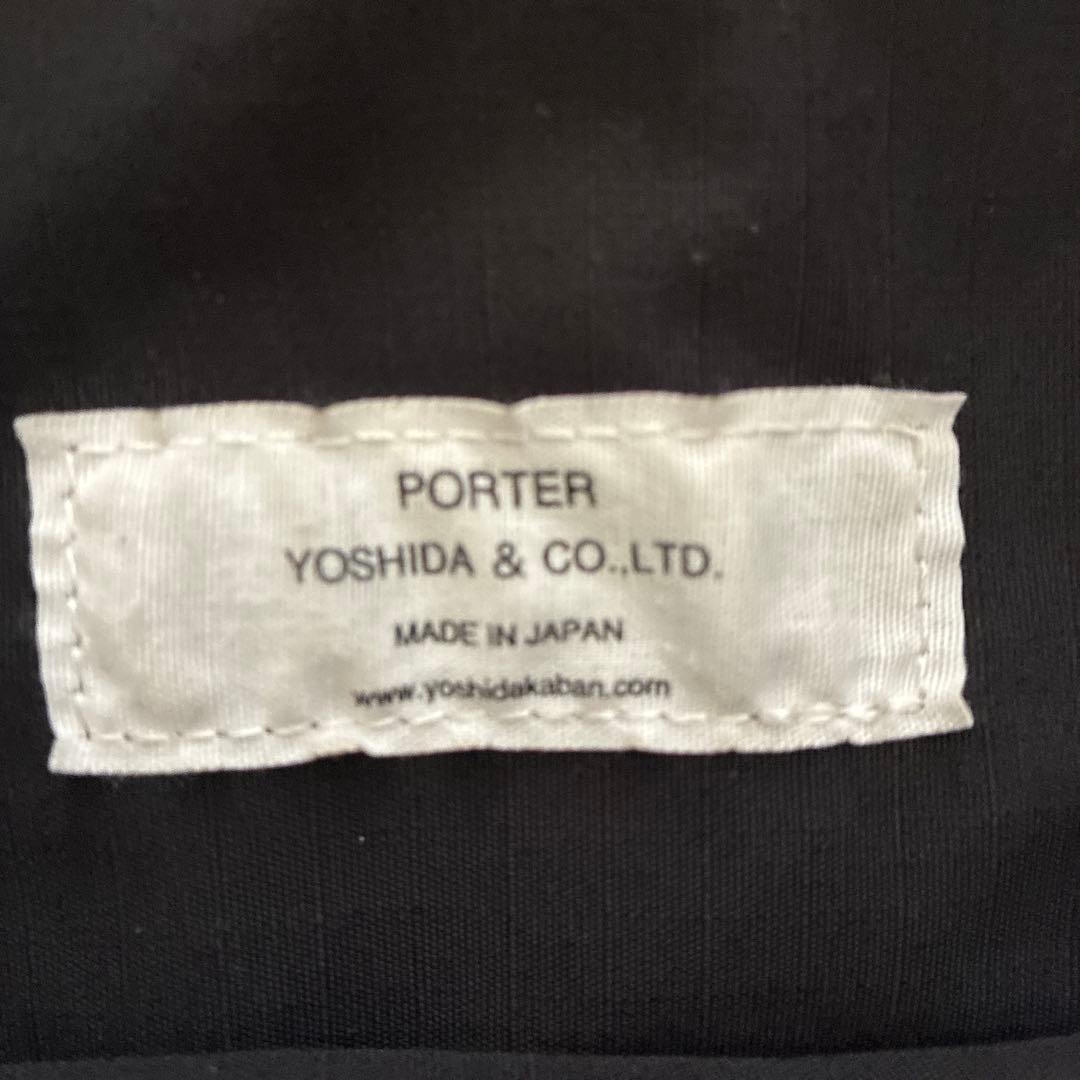 PORTER
YOSHIDA & CO.,LTD.
MADE IN JAPAN
www.yoshidakaban.com